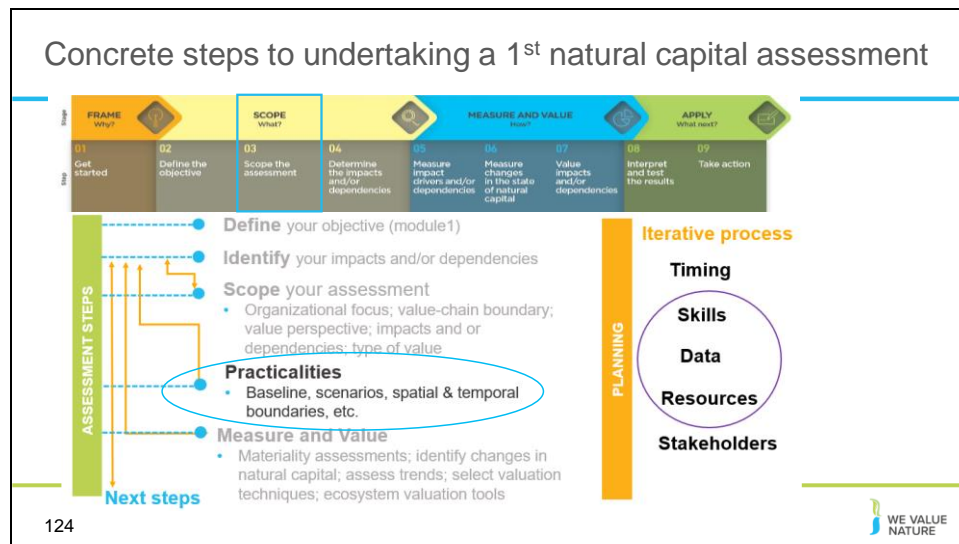 Concrete steps to undertaking a 1st natural capital assessment
Stage
FRAME
Why?
SCOPE
What?
MEASURE AND VALUE
How?
APPLY
What next?
Step
01
Get
started
02
Define the
objective
03
Scope the
assessment
04
Determine
the impacts
and/or
dependencies
05
Measure
impact
drivers and/or
dependencies
06
Measure
changes
in the state
of natural
capital
07
Value
impacts
and/or
dependencies
08
Interpret
and test
the results
09
Take action
ASSESSMENT STEPS
Define your objective (module1)
Identify your impacts and/or dependencies
Scope your assessment
• Organizational focus; value-chain boundary;
value perspective; impacts and or
dependencies; type of value
Practicalities
• Baseline, scenarios, spatial & temporal
boundaries, etc.
Measure and Value
• Materiality assessments; identify changes in
natural capital; assess trends; select valuation
techniques; ecosystem valuation tools
Next steps
PLANNING
Iterative process
Timing
Skills
Data
Resources
Stakeholders
124
WE VALUE
NATURE